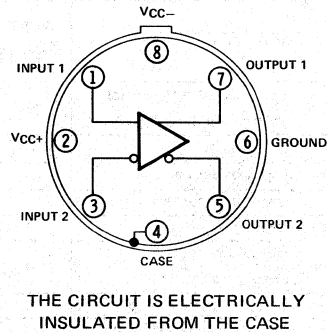 VCC−
8
INPUT 1
1
7
OUTPUT 1
VCC+
2
6
GROUND
3
5
INPUT 2
4
OUTPUT 2
CASE
THE CIRCUIT IS ELECTRICALLY
INSULATED FROM THE CASE